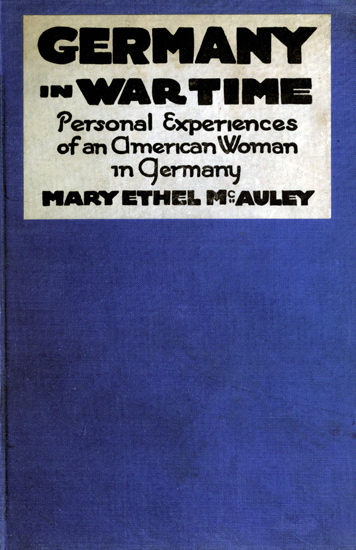 GERMANY
IN WAR TIME
Personal Experiences
of an American Woman
in Germany
MARY ETHEL McAULEY